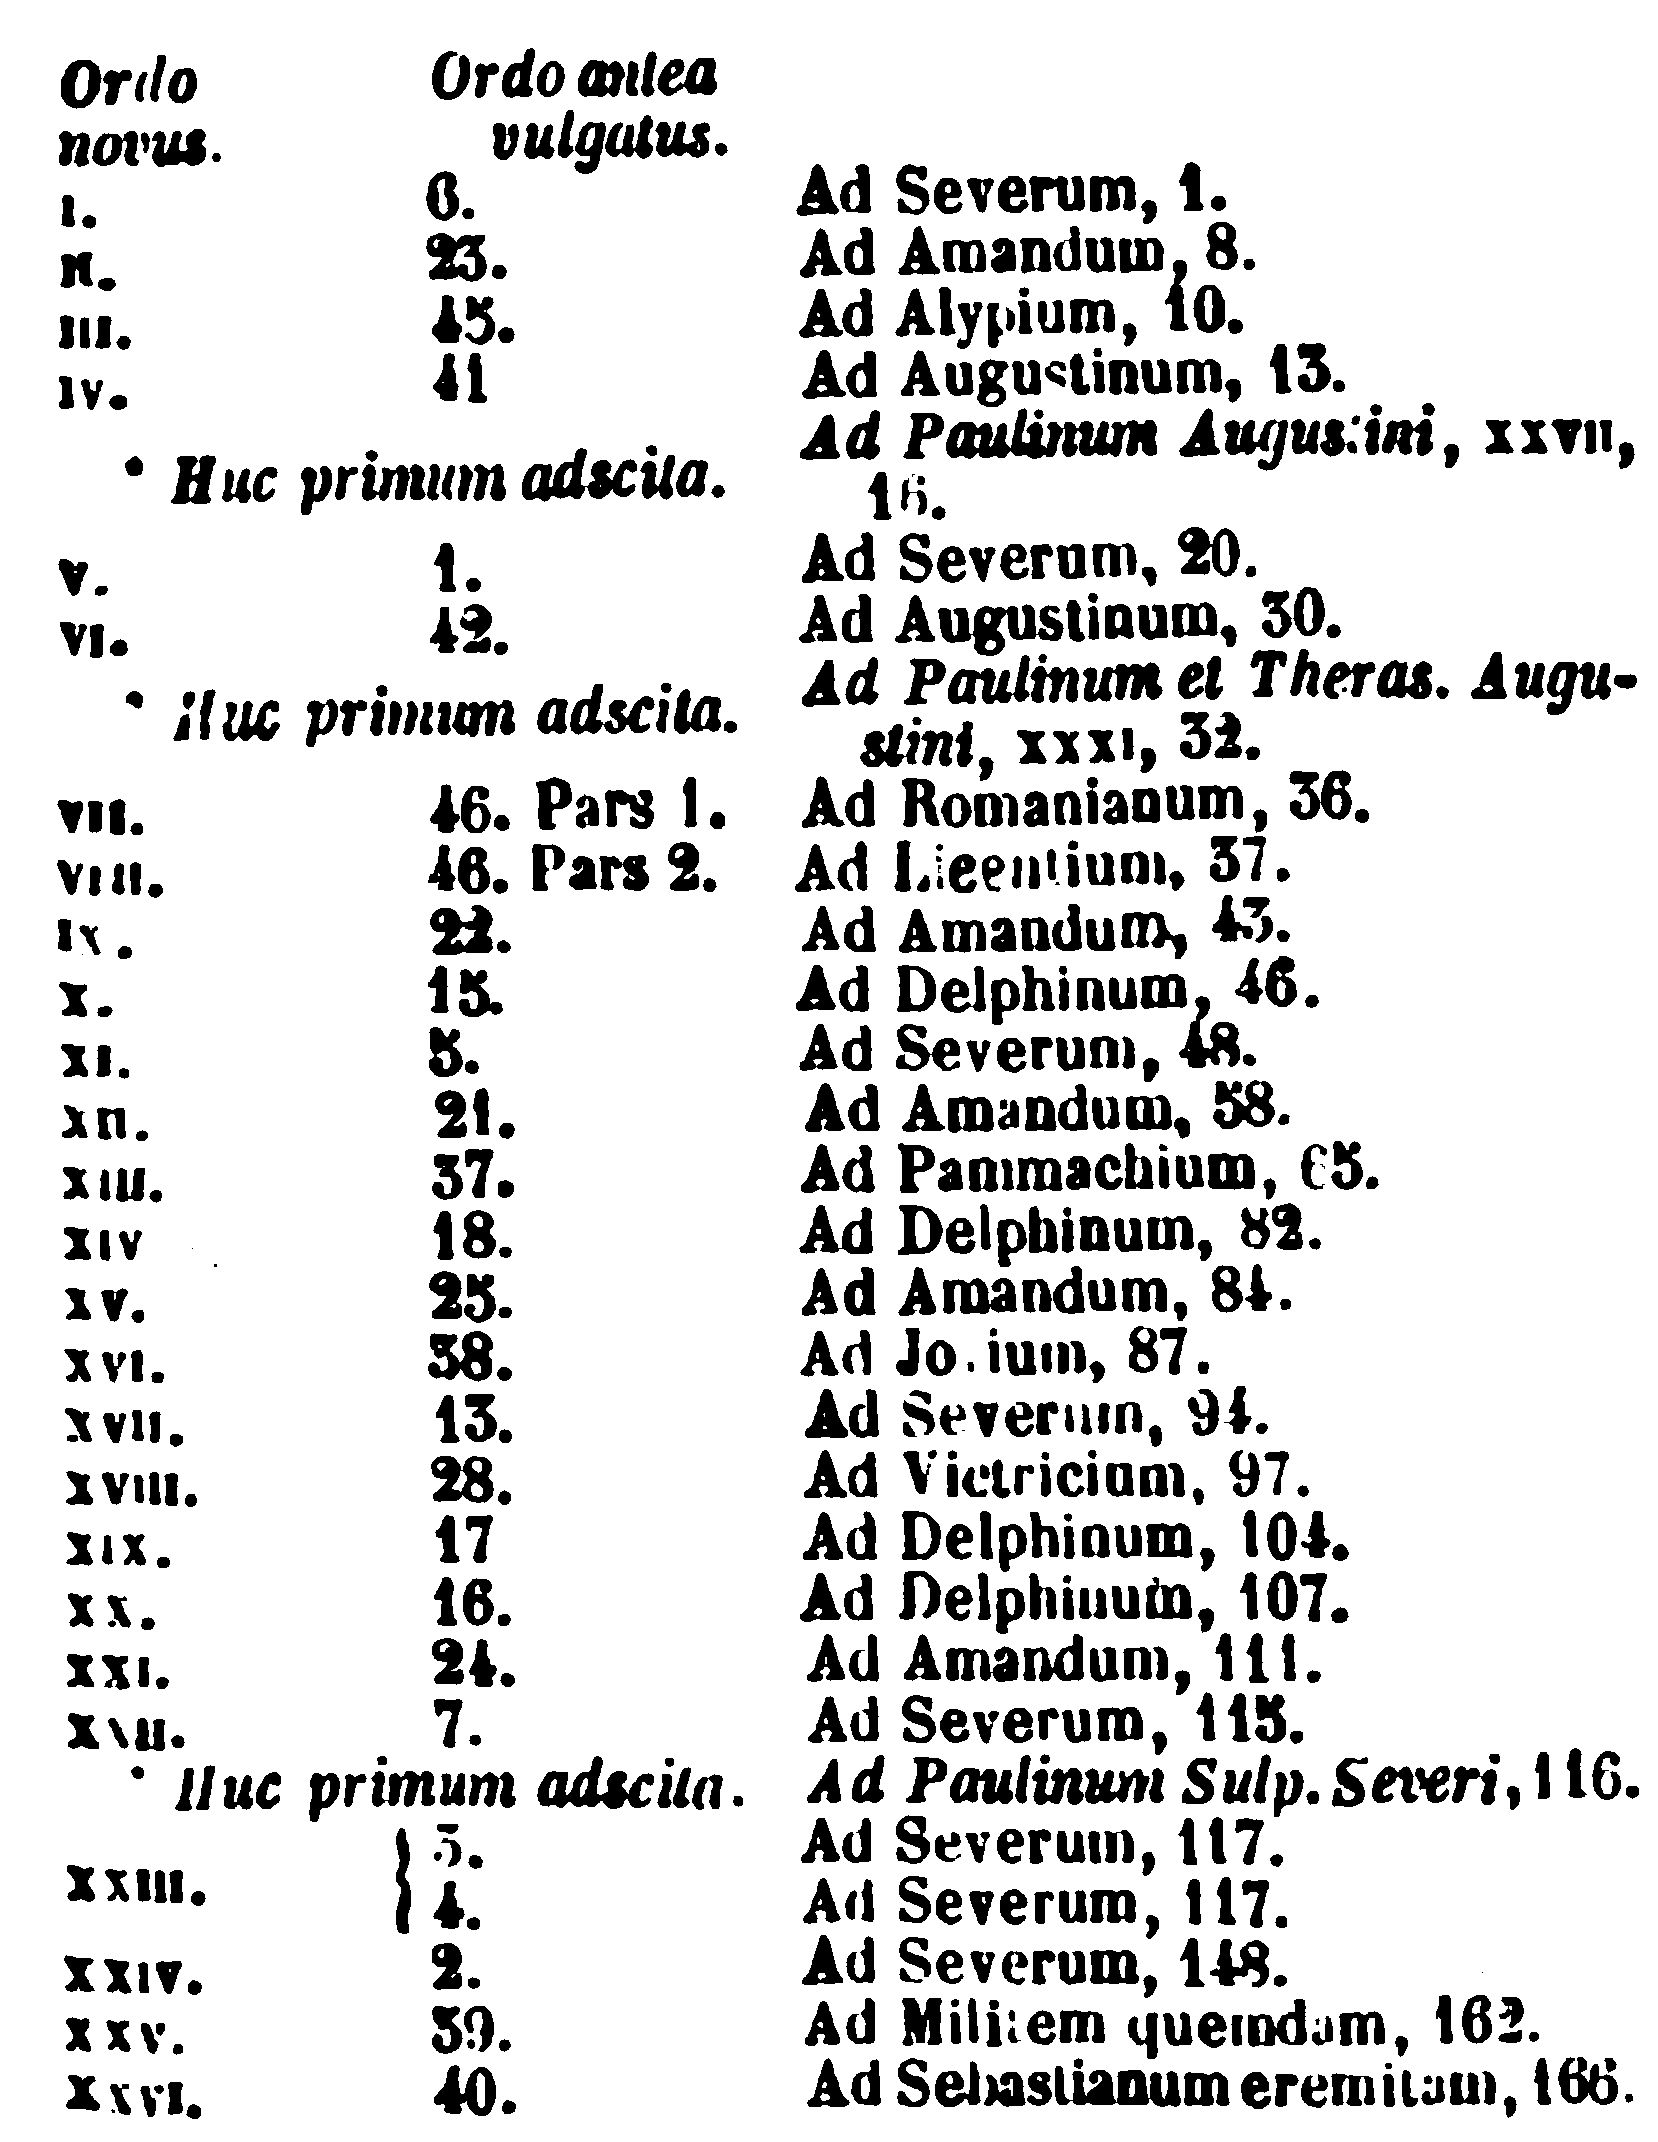 Ordo Ordo antea
novus. vulgatus.
I. 6. Ad Severum, 1.
II. 23. Ad Amandum, 8.
III. 45. Ad Alypium, 10.
IV. 41 Ad Augustinum, 13.
* Huc primum adscita. Ad Paulinum Augustini, XXVII,
16.
V. 1. Ad Severum, 20.
VI. 42. Ad Augustinum, 30.
* Huc primum adscita. Ad Paulinum et Theras. Augu-
stini, XXXI, 32.
VII. 46. Pars 1. Ad Romanianum, 36.
VIII. 46. Pars 2. Ad Licentium, 37.
IX. 22. Ad Amandum, 43.
X. 15. Ad Delphinum, 46.
XI. 5. Ad Severum, 48.
XII. 21. Ad Amandum, 58.
XIII. 37. Ad Pammachium, 65.
XIV 18. Ad Delphinum, 82.
XV. 25. Ad Amandum, 84.
XVI. 38. Ad Jovium, 87.
XVII. 13. Ad Severum, 94.
XVIII. 28. Ad Victricium, 97.
XIX. 17 Ad Delphinum, 104.
XX. 16. Ad Delphinum, 107.
XXI. 24. Ad Amandum, 111.
XXII. 7. Ad Severum, 115.
* Huc primum adscita. Ad Paulinum Sulp. Severi, 116.
XXIII. { 3. Ad Severum, 117.
4. Ad Severum, 117.
XXIV. 2. Ad Severum, 148.
XXV. 39. Ad Militem quemdam, 162.
XXVI. 40. Ad Sebastianum eremitam, 166.